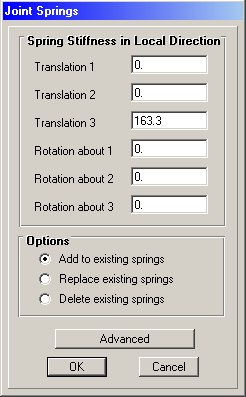 Joint Springs
Spring Stiffness in Local Direction
Translation 1 0.
Translation 2 0.
Translation 3 163.3
Rotation about 1 0.
Rotation about 2 0.
Rotation about 3 0.
Options
Add to existing springs
Replace existing springs
Delete existing springs
Advanced
OK Cancel